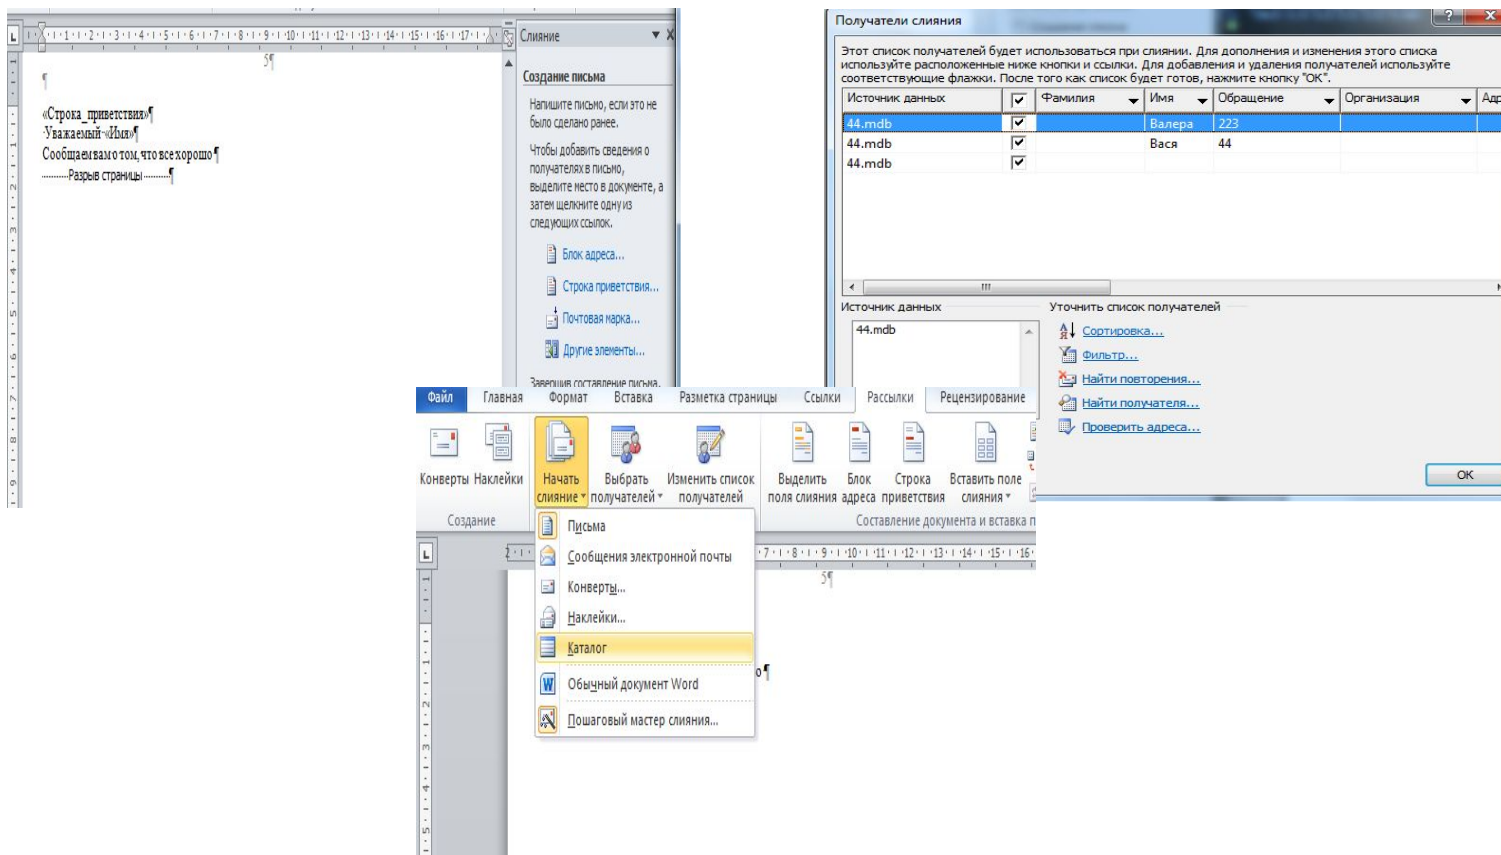 5¶
¶
«Строка_приветствия»¶
·Уважаемый·«Имя»¶
Сообщаем вам о том, что все хорошо¶
Разрыв страницы¶
Слияние
Создание письма
Напишите письмо, если это не
было сделано ранее.
Чтобы добавить сведения о
получателях в письмо,
выделите место в документе, а
затем щелкните одну из
следующих ссылок.
Блок адреса...
Строка приветствия...
Почтовая марка...
Другие элементы...
Завершив составление письма,
Получатели слияния
Этот список получателей будет использоваться при слиянии. Для дополнения и изменения этого списка
используйте расположенные ниже кнопки и ссылки. Для добавления и удаления получателей используйте
соответствующие флажки. После того как список будет готов, нажмите кнопку "ОК".
Источник данных Фамилия Имя Обращение Организация Адр
44.mdb Валера 223
44.mdb Вася 44
44.mdb
Источник данных
44.mdb
Уточнить список получателей
Сортировка...
Фильтр...
Найти повторения...
Найти получателя...
Проверить адреса...
ОК
Файл Главная Формат Вставка Разметка страницы Ссылки Рассылки Рецензирование
Конверты Наклейки Начать слияние Выбрать получателей Изменить список получателей Выделить поля слияния Блок адреса Строка приветствия Вставить поле слияния
Создание Составление документа и вставка п
Письма
Сообщения электронной почты
Конверты...
Наклейки...
Каталог
Обычный документ Word
Пошаговый мастер слияния...
5¶
о¶